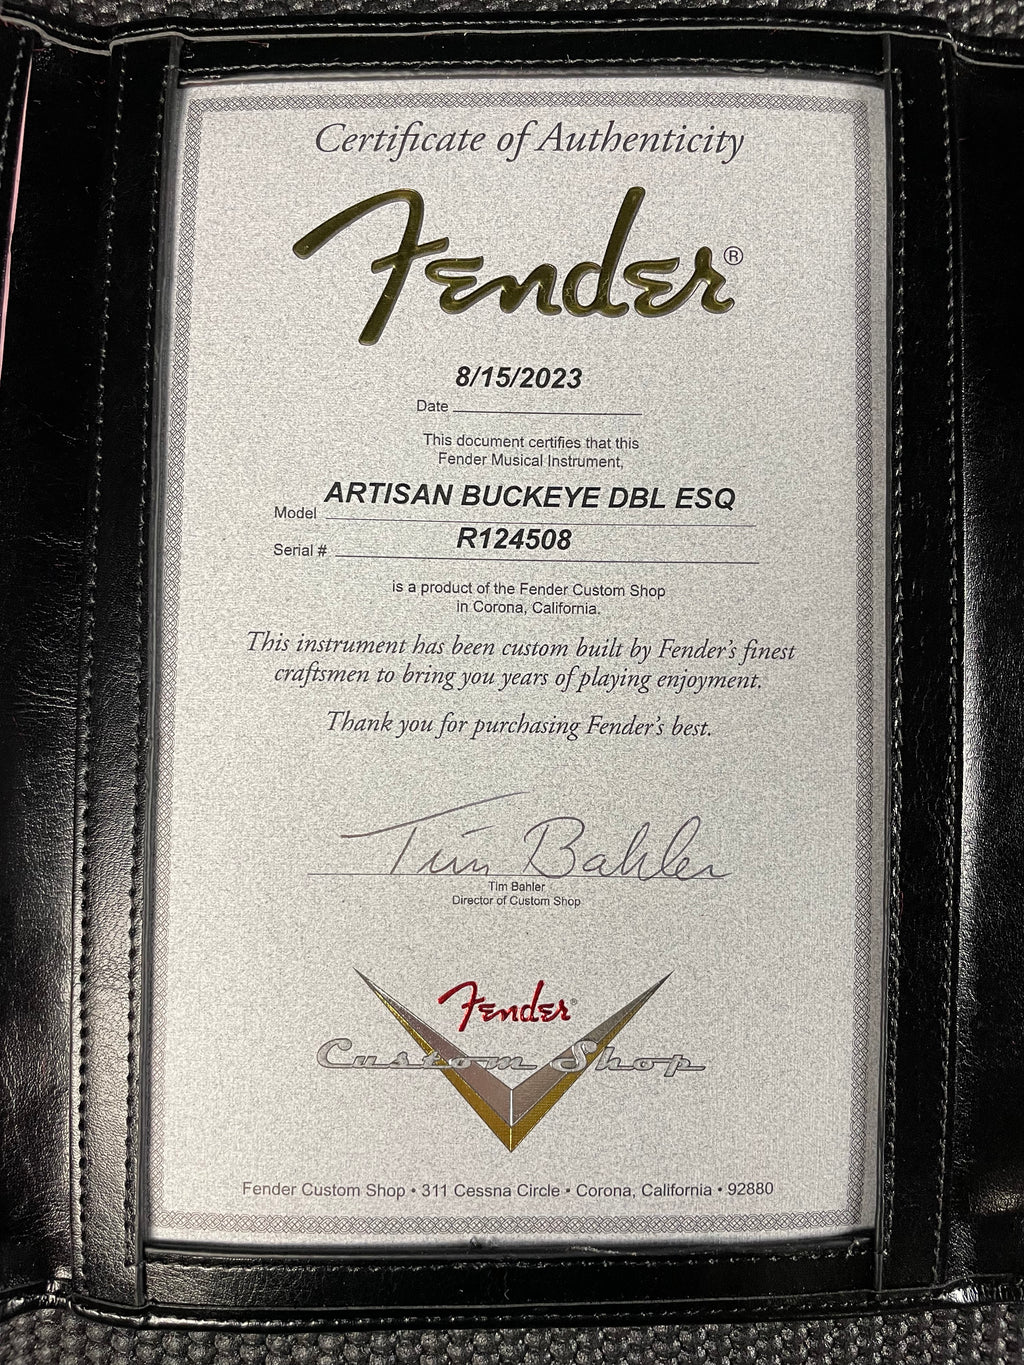 Certificate of Authenticity
Fender®
8/15/2023
Date
This document certifies that this
Fender Musical Instrument,
ARTISAN BUCKEYE DBL ESQ
Model
R124508
Serial #
is a product of the Fender Custom Shop
in Corona, California.
This instrument has been custom built by Fender's finest
craftsmen to bring you years of playing enjoyment.
Thank you for purchasing Fender's best.
Tim Bahler
Tim Bahler
Director of Custom Shop
Fender®
Custom Shop
Fender Custom Shop • 311 Cessna Circle • Corona, California • 92880